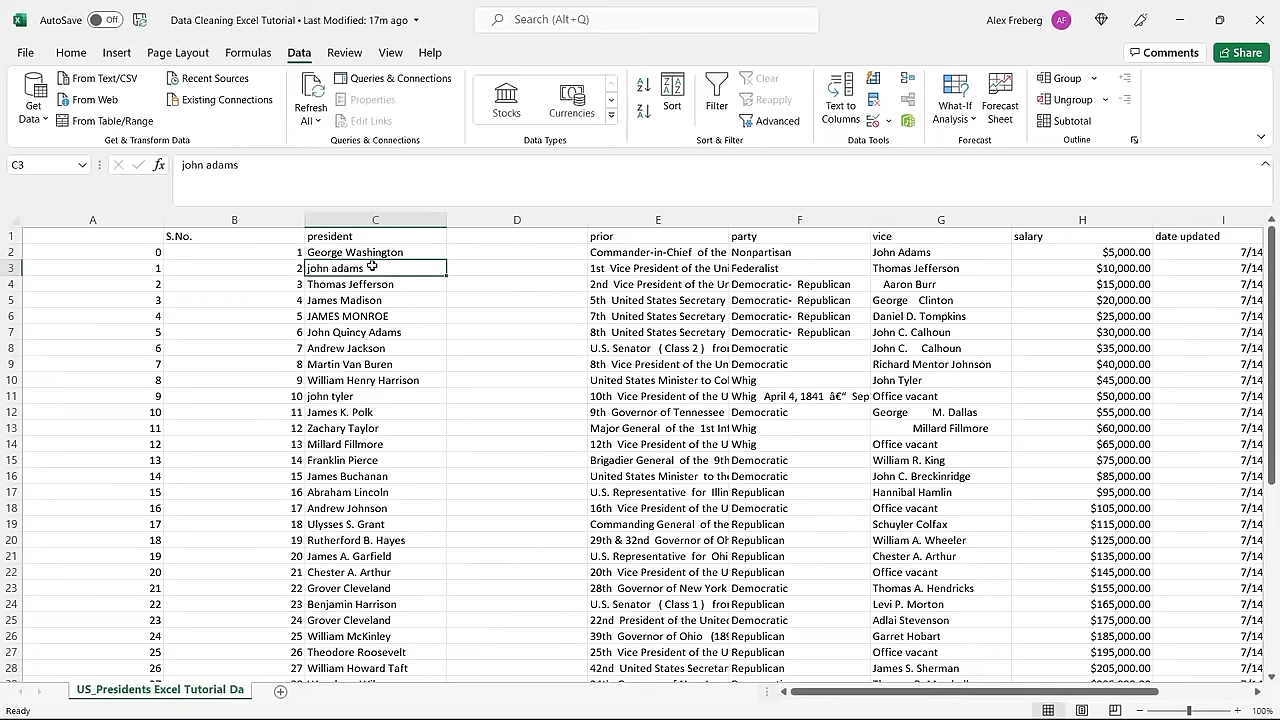 AutoSave Off Data Cleaning Excel Tutorial • Last Modified: 17m ago Search (Alt+Q) Alex Freberg AF
File Home Insert Page Layout Formulas Data Review View Help Comments Share
Get Data From Text/CSV From Web From Table/Range Recent Sources Existing Connections
Get & Transform Data
Refresh All Queries & Connections Properties Edit Links
Queries & Connections
Stocks Currencies
Data Types
Sort Filter Clear Reapply Advanced
Sort & Filter
Text to Columns
Data Tools
What-If Analysis Forecast Sheet
Forecast
Group Ungroup Subtotal
Outline
C3 fx john adams
A B C D E F G H I
1 S.No. president prior party vice salary date updated
2 0 1 George Washington Commander-in-Chief of the Nonpartisan John Adams $5,000.00 7/14
3 1 2 john adams 1st Vice President of the Uni Federalist Thomas Jefferson $10,000.00 7/14
4 2 3 Thomas Jefferson 2nd Vice President of the Ur Democratic- Republican Aaron Burr $15,000.00 7/14
5 3 4 James Madison 5th United States Secretary Democratic- Republican George Clinton $20,000.00 7/14
6 4 5 JAMES MONROE 7th United States Secretary Democratic- Republican Daniel D. Tompkins $25,000.00 7/14
7 5 6 John Quincy Adams 8th United States Secretary Democratic- Republican John C. Calhoun $30,000.00 7/14
8 6 7 Andrew Jackson U.S. Senator ( Class 2 ) fror Democratic John C. Calhoun $35,000.00 7/14
9 7 8 Martin Van Buren 8th Vice President of the Un Democratic Richard Mentor Johnson $40,000.00 7/14
10 8 9 William Henry Harrison United States Minister to Col Whig John Tyler $45,000.00 7/14
11 9 10 john tyler 10th Vice President of the U Whig April 4, 1841 â€“ Sep Office vacant $50,000.00 7/14
12 10 11 James K. Polk 9th Governor of Tennessee Democratic George M. Dallas $55,000.00 7/14
13 11 12 Zachary Taylor Major General of the 1st Inf Whig Millard Fillmore $60,000.00 7/14
14 12 13 Millard Fillmore 12th Vice President of the U Whig Office vacant $65,000.00 7/14
15 13 14 Franklin Pierce Brigadier General of the 9th Democratic William R. King $75,000.00 7/14
16 14 15 James Buchanan United States Minister to the Democratic John C. Breckinridge $85,000.00 7/14
17 15 16 Abraham Lincoln U.S. Representative for Illin Republican Hannibal Hamlin $95,000.00 7/14
18 16 17 Andrew Johnson 16th Vice President of the U Republican Office vacant $105,000.00 7/14
19 17 18 Ulysses S. Grant Commanding General of the Republican Schuyler Colfax $115,000.00 7/14
20 18 19 Rutherford B. Hayes 29th & 32nd Governor of Oh Republican William A. Wheeler $125,000.00 7/14
21 19 20 James A. Garfield U.S. Representative for Ohi Republican Chester A. Arthur $135,000.00 7/14
22 20 21 Chester A. Arthur 20th Vice President of the U Republican Office vacant $145,000.00 7/14
23 21 22 Grover Cleveland 28th Governor of New York Democratic Thomas A. Hendricks $155,000.00 7/14
24 22 23 Benjamin Harrison U.S. Senator ( Class 1 ) fror Republican Levi P. Morton $165,000.00 7/14
25 23 24 Grover Cleveland 22nd President of the Unitec Democratic Adlai Stevenson $175,000.00 7/14
26 24 25 William McKinley 39th Governor of Ohio (189 Republican Garret Hobart $185,000.00 7/14
27 25 26 Theodore Roosevelt 25th Vice President of the U Republican Office vacant $195,000.00 7/14
28 26 27 William Howard Taft 42nd United States Secretar Republican James S. Sherman $205,000.00 7/14
US_Presidents Excel Tutorial Da
Ready 100%